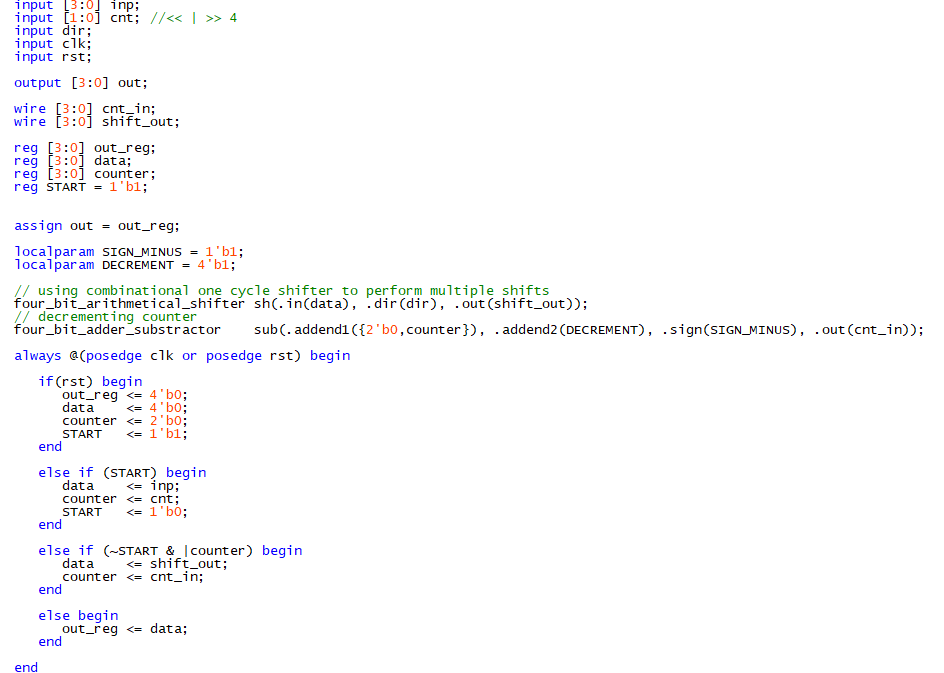 input [3:0] inp;
input [1:0] cnt; //<< | >> 4
input dir;
input clk;
input rst;
output [3:0] out;
wire [3:0] cnt_in;
wire [3:0] shift_out;
reg [3:0] out_reg;
reg [3:0] data;
reg [3:0] counter;
reg START = 1'b1;
assign out = out_reg;
localparam SIGN_MINUS = 1'b1;
localparam DECREMENT = 4'b1;
// using combinational one cycle shifter to perform multiple shifts
four_bit_arithmetical_shifter sh(.in(data), .dir(dir), .out(shift_out));
// decrementing counter
four_bit_adder_substractor    sub(.addend1({2'b0,counter}), .addend2(DECREMENT), .sign(SIGN_MINUS), .out(cnt_in));
always @(posedge clk or posedge rst) begin
   if(rst) begin
      out_reg <= 4'b0;
      data    <= 4'b0;
      counter <= 2'b0;
      START   <= 1'b1;
   end
   else if (START) begin
      data    <= inp;
      counter <= cnt;
      START   <= 1'b0;
   end
   else if (~START & |counter) begin
      data    <= shift_out;
      counter <= cnt_in;
   end
   else begin
      out_reg <= data;
   end
end